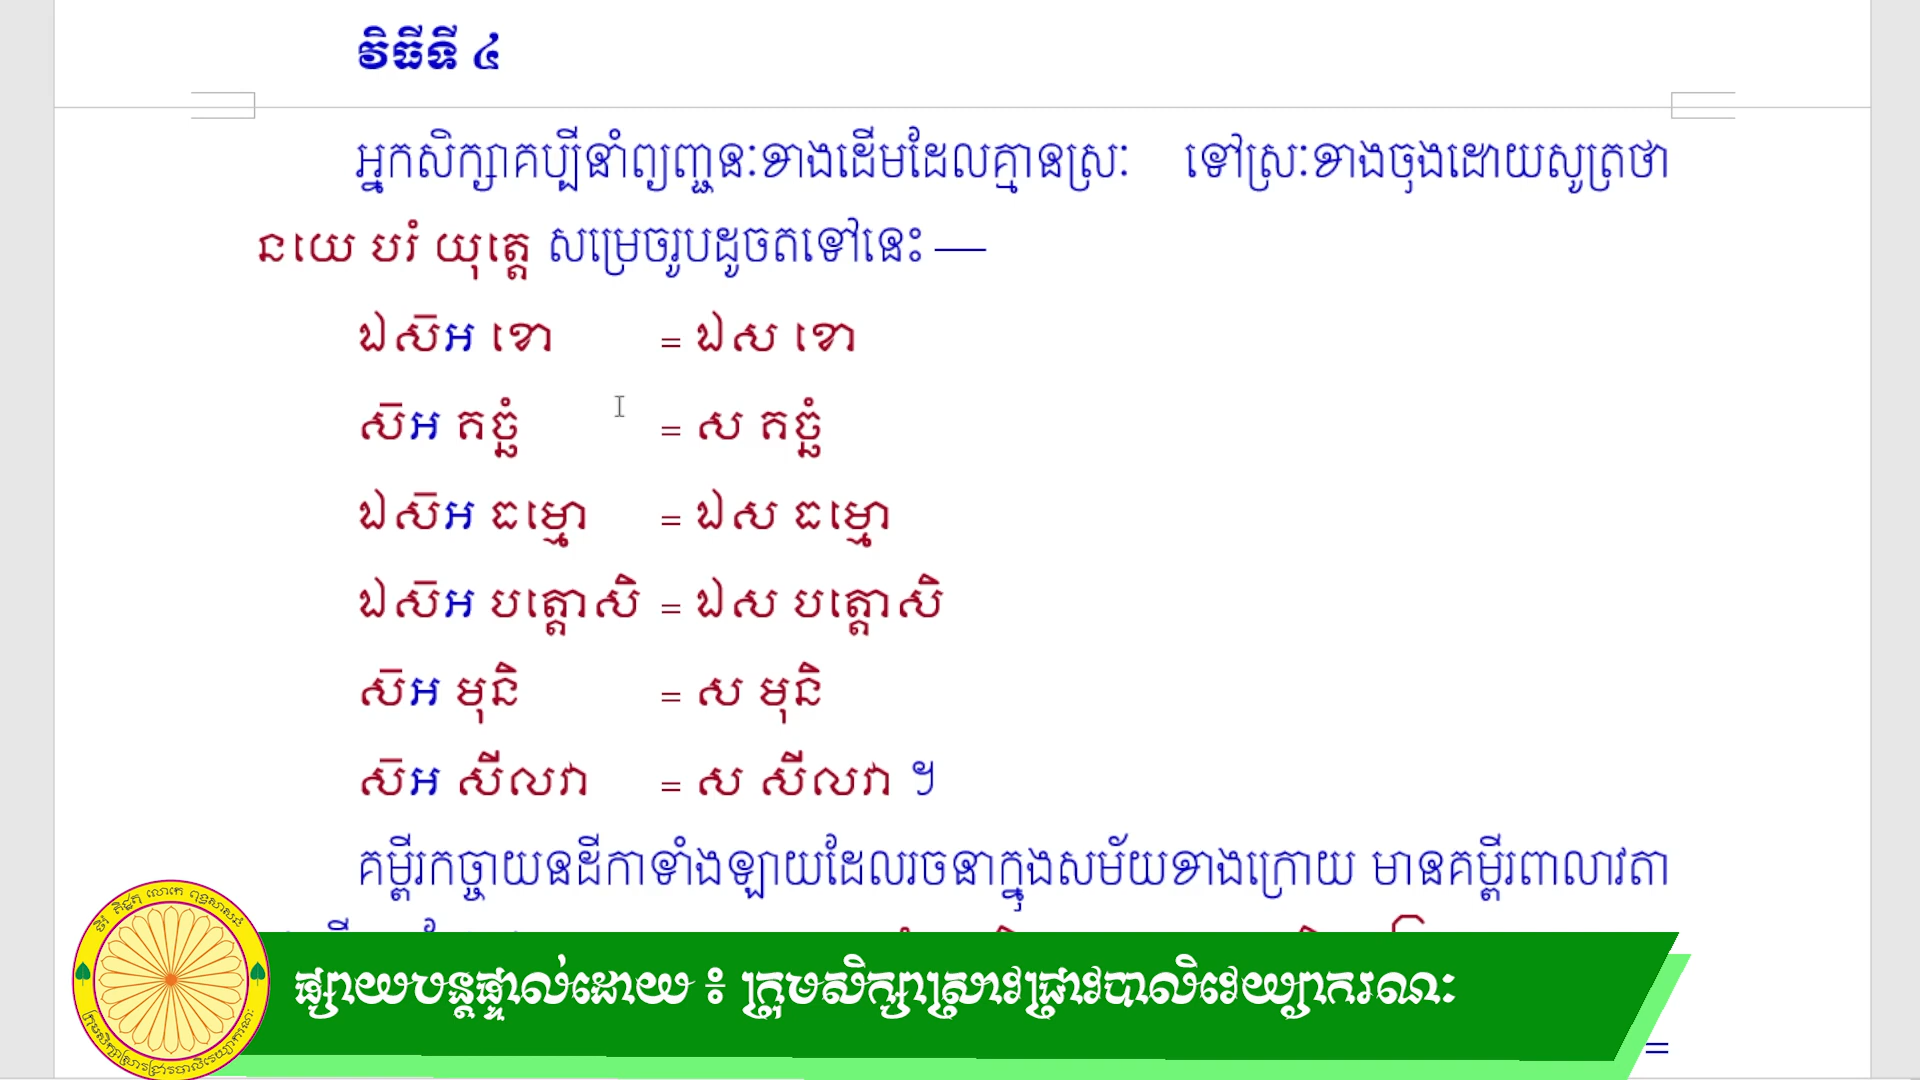 វិធីទី ៤
អ្នកសិក្សាគប្បីនាំព្យញ្ជនៈខាងដើមដែលគ្មានស្រៈ ទៅស្រៈខាងចុងដោយសូត្រថា
នយេ បរំ យុត្តេ សម្រេចរូបដូចតទៅនេះ —
ឯស៑អ ខោ = ឯស ខោ
ស៑អ គច្ឆំ = ស គច្ឆំ
ឯស៑អ ធម្មោ = ឯស ធម្មោ
ឯស៑អ បត្តោសិ = ឯស បត្តោសិ
ស៑អ មុនិ = ស មុនិ
ស៑អ សីលវា = ស សីលវា ៗ
គម្ពីរកច្ចាយនដីកាទាំងឡាយដែលរចនាក្នុងសម័យខាងក្រោយ មានគម្ពីរពាលាវតា
ផ្សាយបន្តផ្ទាល់ដោយ ៖ ក្រុមសិក្សាស្រាវជ្រាវបាលិវេយ្យាករណៈ
=